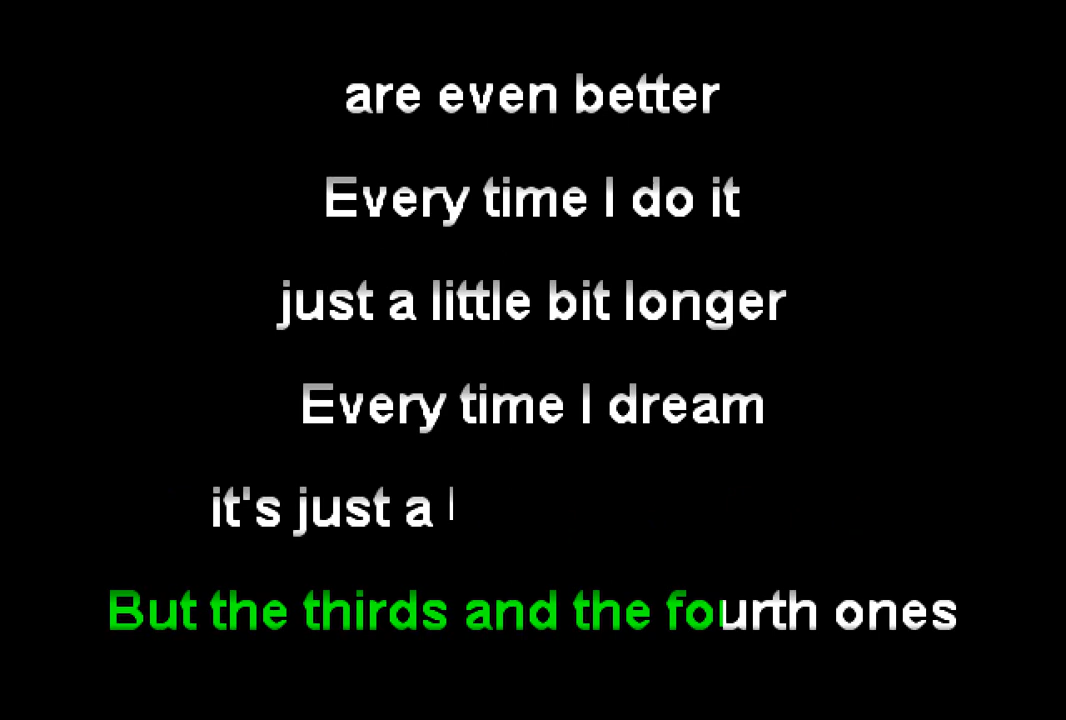 are even better
Every time I do it
just a little bit longer
Every time I dream
it's just a
But the thirds and the fourth ones